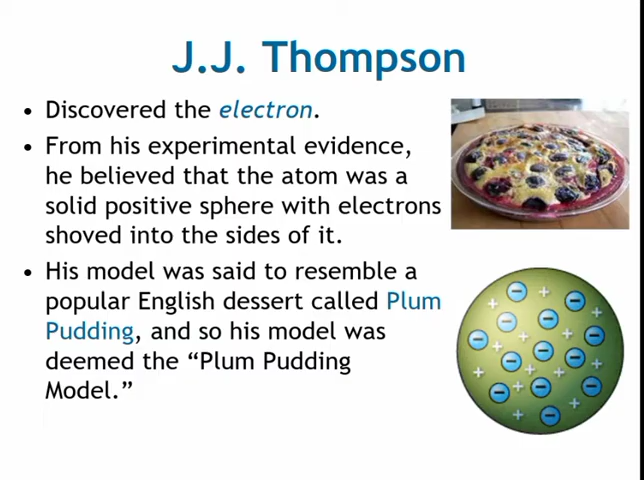 J.J. Thompson
• Discovered the electron.
• From his experimental evidence,
he believed that the atom was a
solid positive sphere with electrons
shoved into the sides of it.
• His model was said to resemble a
popular English dessert called Plum
Pudding, and so his model was
deemed the “Plum Pudding
Model.”